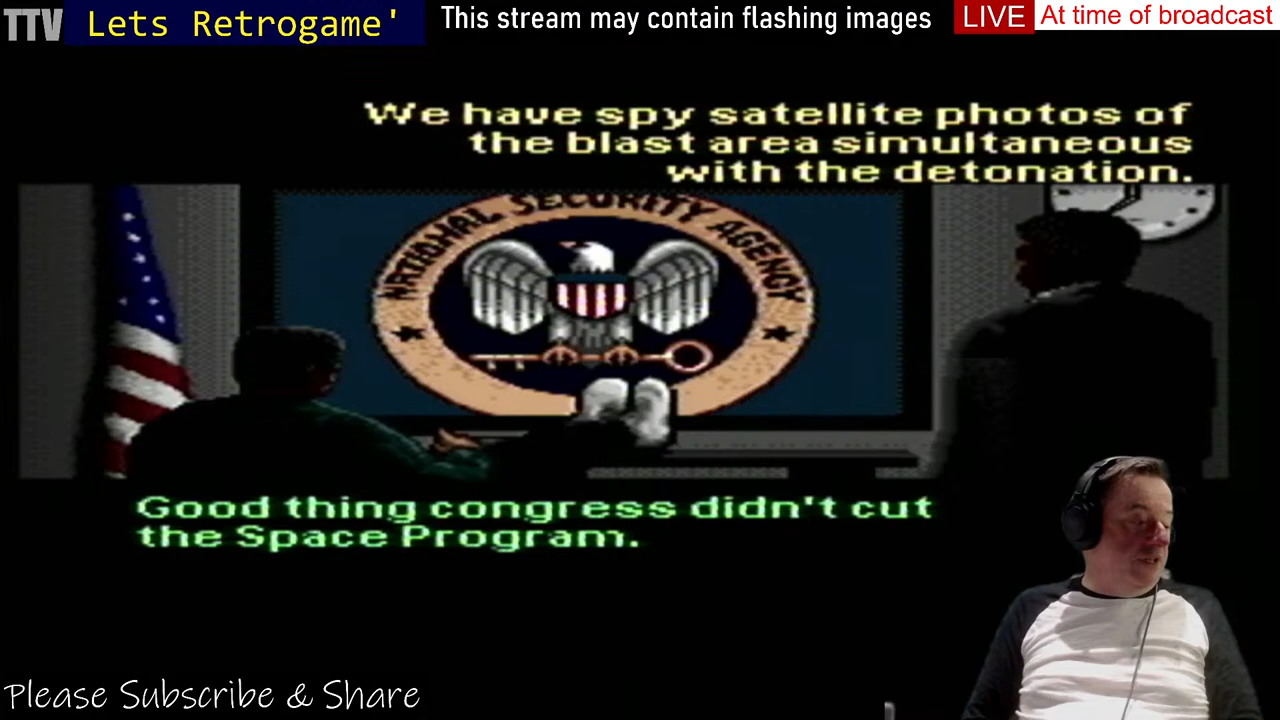 TTV Lets Retrogame'
This stream may contain flashing images
LIVE At time of broadcast
We have spy satellite photos of
the blast area simultaneous
with the detonation.
NATIONAL SECURITY AGENCY
Good thing congress didn't cut
the Space Program.
Please Subscribe & Share